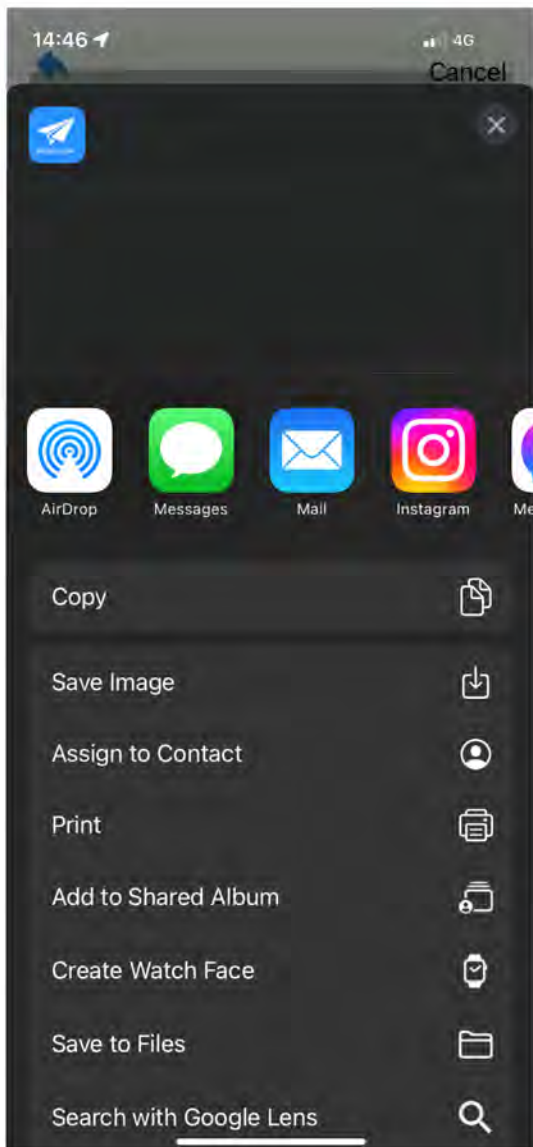 14:46
4G
Cancel
AirDrop
Messages
Mail
Instagram
Me
Copy
Save Image
Assign to Contact
Print
Add to Shared Album
Create Watch Face
Save to Files
Search with Google Lens